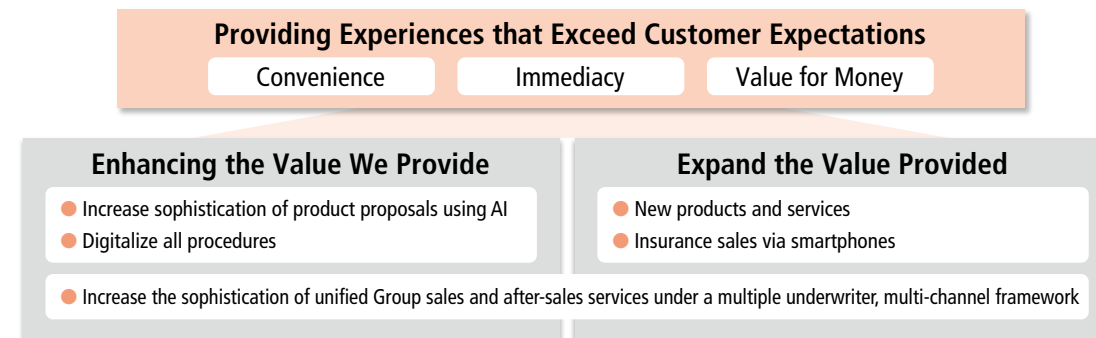 Providing Experiences that Exceed Customer Expectations
Convenience
Immediacy
Value for Money
Enhancing the Value We Provide
● Increase sophistication of product proposals using AI
● Digitalize all procedures
Expand the Value Provided
● New products and services
● Insurance sales via smartphones
● Increase the sophistication of unified Group sales and after-sales services under a multiple underwriter, multi-channel framework